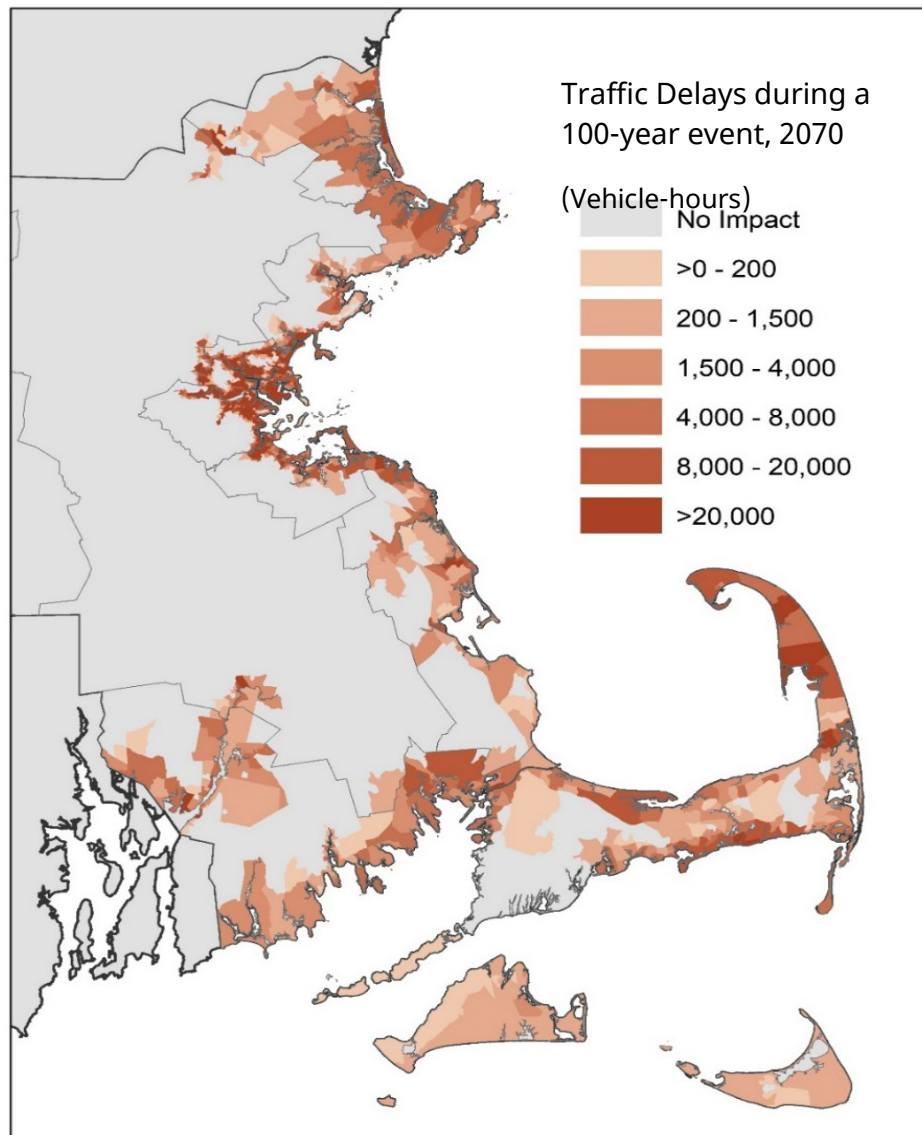 Traffic Delays during a
100-year event, 2070
(Vehicle-hours)
No Impact
>0 - 200
200 - 1,500
1,500 - 4,000
4,000 - 8,000
8,000 - 20,000
>20,000